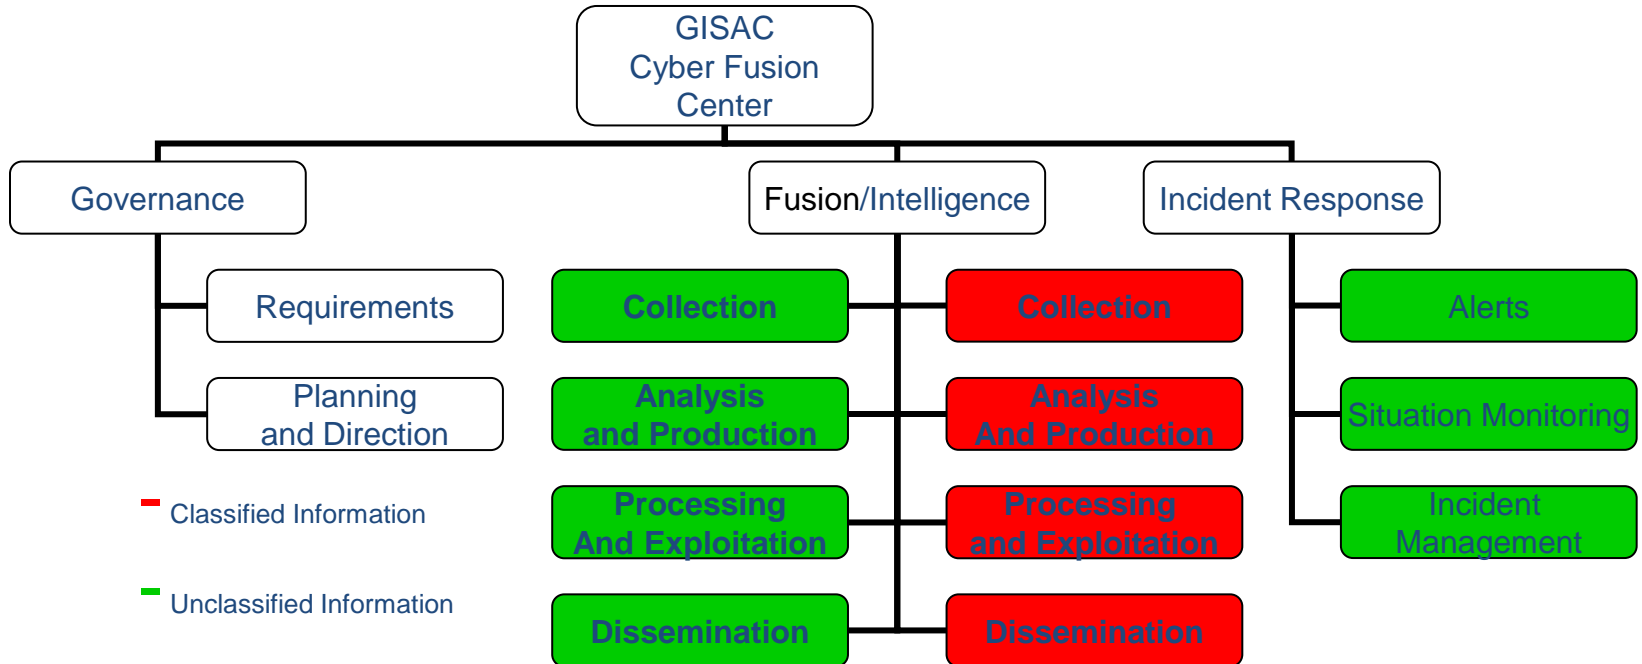 GISAC
Cyber Fusion
Center
Governance
Fusion/Intelligence
Incident Response
Requirements
Collection
Collection
Alerts
Planning
and Direction
Analysis
and Production
Analysis
And Production
Situation Monitoring
Classified Information
Processing
And Exploitation
Processing
and Exploitation
Incident
Management
Unclassified Information
Dissemination
Dissemination